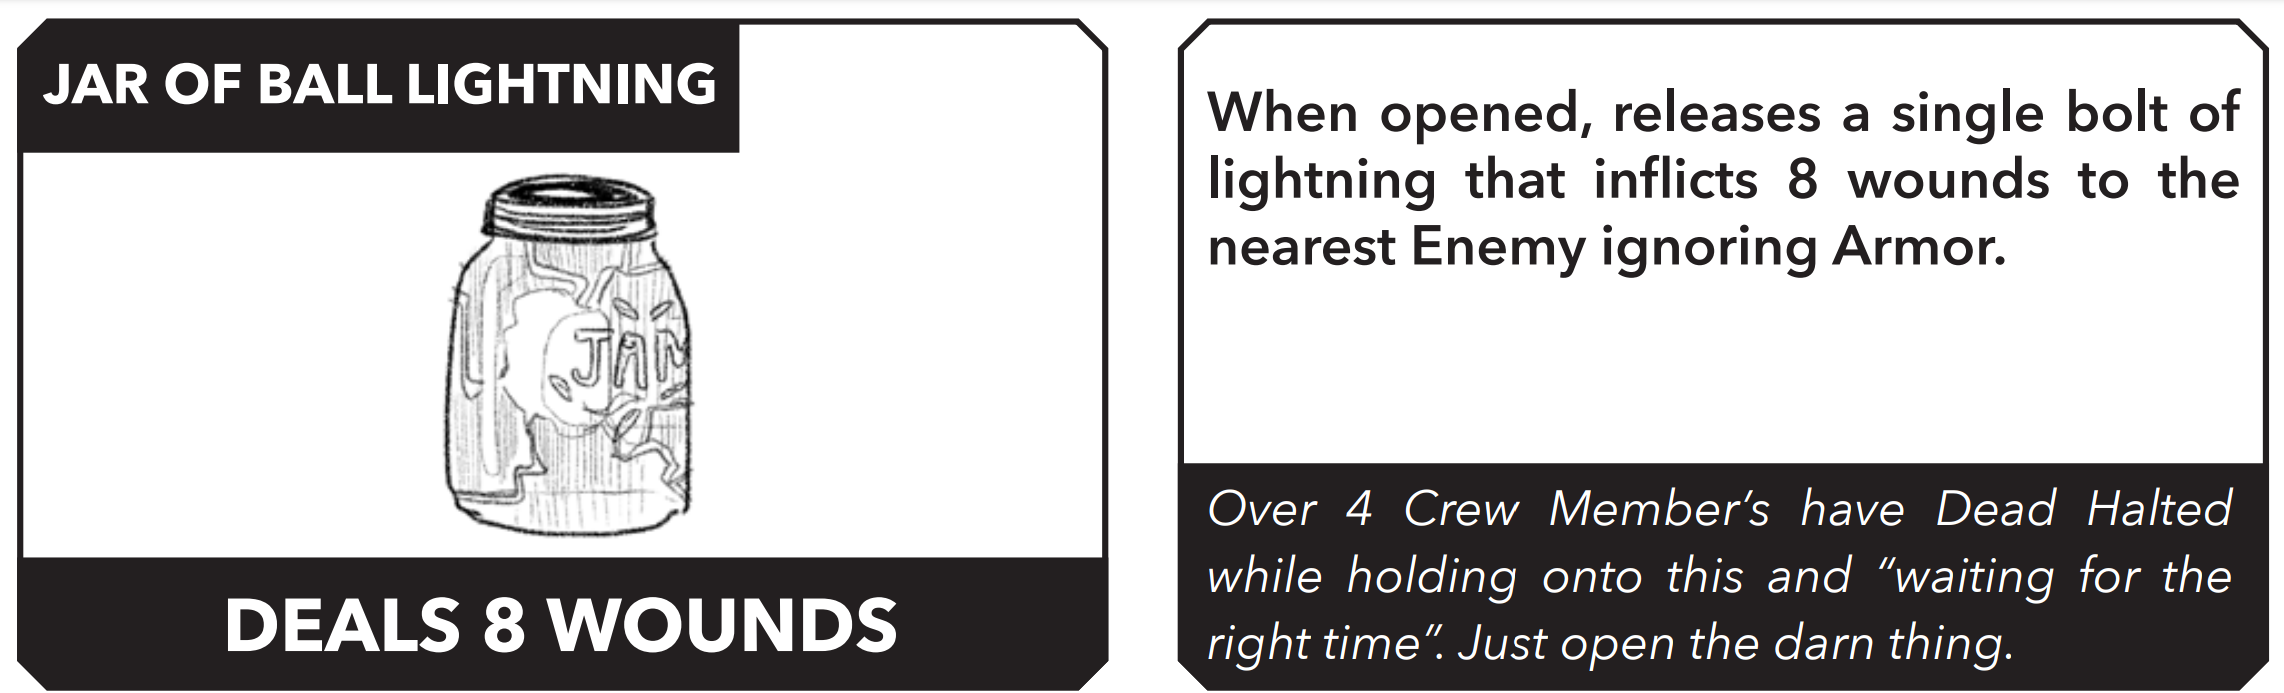 JAR OF BALL LIGHTNING
JAM
DEALS 8 WOUNDS
When opened, releases a single bolt of
lightning that inflicts 8 wounds to the
nearest Enemy ignoring Armor.
Over 4 Crew Member’s have Dead Halted
while holding onto this and “waiting for the
right time”. Just open the darn thing.